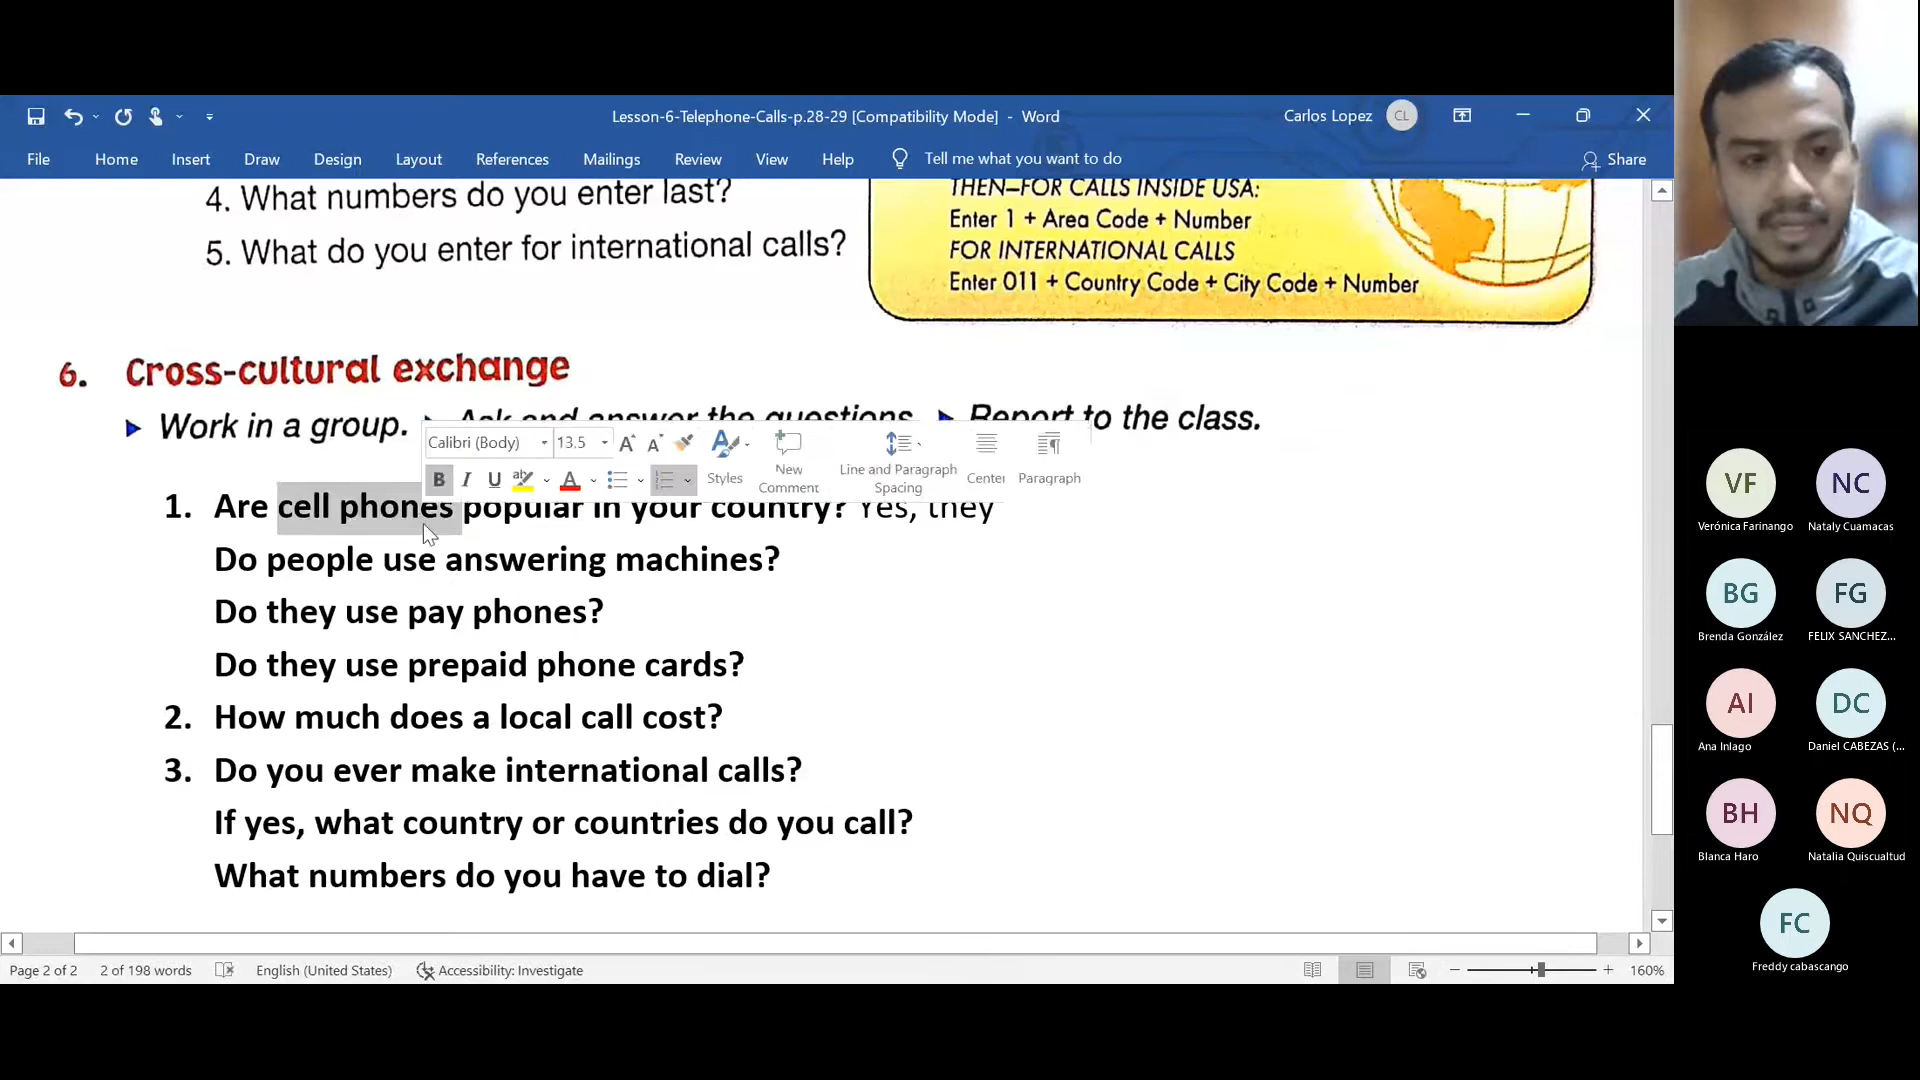 Lesson-6-Telephone-Calls-p.28-29 [Compatibility Mode] - Word
Carlos Lopez
CL
File
Home
Insert
Draw
Design
Layout
References
Mailings
Review
View
Help
Tell me what you want to do
Share
4. What numbers do you enter last?
5. What do you enter for international calls?
THEN–FOR CALLS INSIDE USA:
Enter 1 + Area Code + Number
FOR INTERNATIONAL CALLS
Enter 011 + Country Code + City Code + Number
6. Cross-cultural exchange
Work in a group. Ask and answer the questions. Report to the class.
Calibri (Body)
13.5
B I U
Styles
New Comment
Line and Paragraph Spacing
Center
Paragraph
1. Are cell phones popular in your country? Yes, they
Do people use answering machines?
Do they use pay phones?
Do they use prepaid phone cards?
2. How much does a local call cost?
3. Do you ever make international calls?
If yes, what country or countries do you call?
What numbers do you have to dial?
Page 2 of 2
2 of 198 words
English (United States)
Accessibility: Investigate
160%
VF
Verónica Farinango
NC
Nataly Cuamacas
BG
Brenda González
FG
FELIX SANCHEZ...
AI
Ana Inlago
DC
Daniel CABEZAS (...
BH
Blanca Haro
NQ
Natalia Quiscualtud
FC
Freddy cabascango